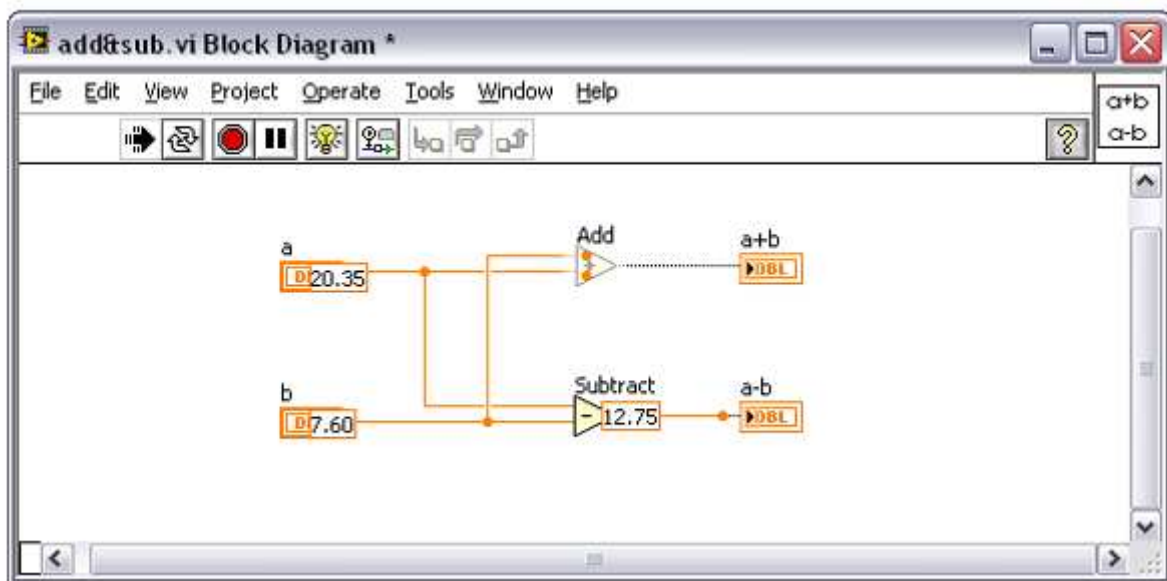 add&sub.vi Block Diagram *
File Edit View Project Operate Tools Window Help
a+b
a-b
?
a
20.35
Add
a+b
DBL
b
7.60
Subtract
12.75
a-b
DBL